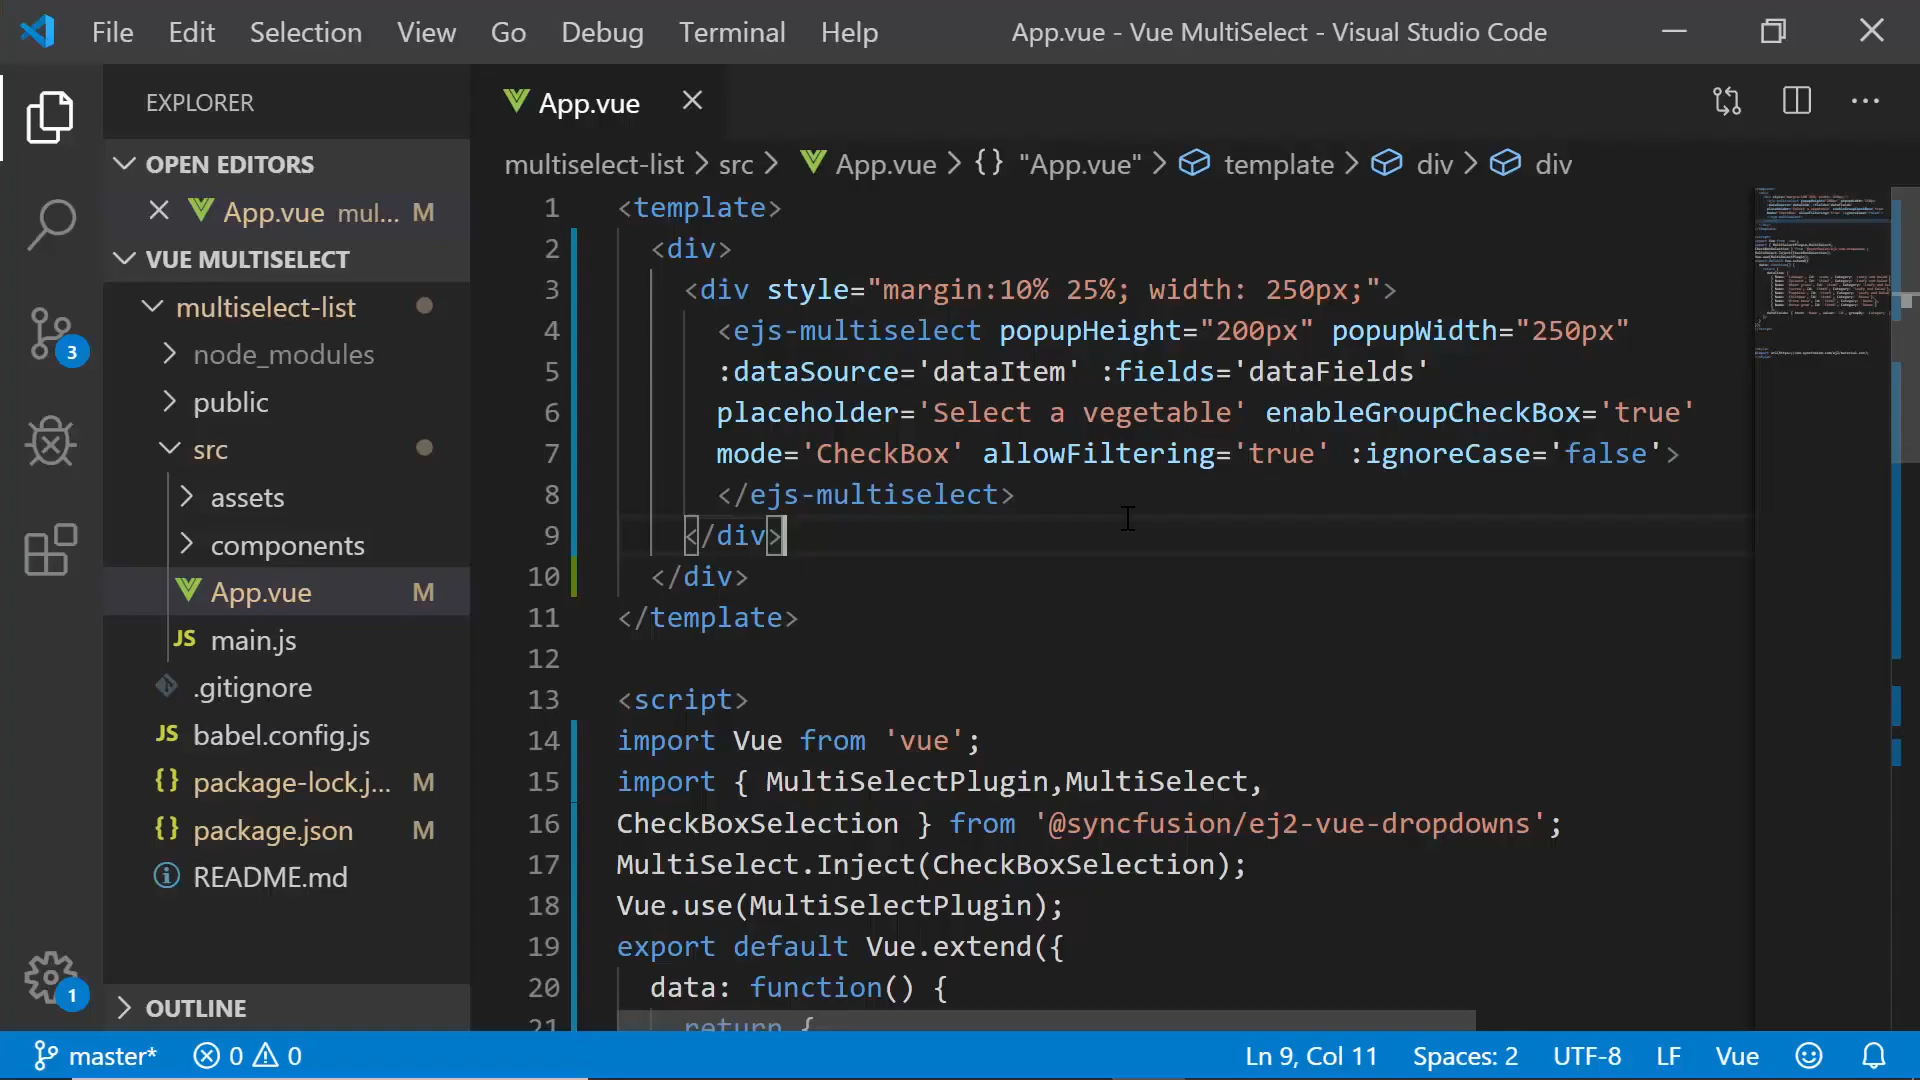 File Edit Selection View Go Debug Terminal Help App.vue - Vue MultiSelect - Visual Studio Code
EXPLORER
OPEN EDITORS
App.vue mul... M
VUE MULTISELECT
multiselect-list
node_modules
public
src
assets
components
App.vue M
JS main.js
.gitignore
JS babel.config.js
{} package-lock.j... M
{} package.json M
README.md
OUTLINE
3
1
App.vue
multiselect-list > src > App.vue > {} "App.vue" > template > div > div
1 <template>
2 <div>
3 <div style="margin:10% 25%; width: 250px;">
4 <ejs-multiselect popupHeight="200px" popupWidth="250px"
5 :dataSource='dataItem' :fields='dataFields'
6 placeholder='Select a vegetable' enableGroupCheckBox='true'
7 mode='CheckBox' allowFiltering='true' :ignoreCase='false'>
8 </ejs-multiselect>
9 </div>
10 </div>
11 </template>
12
13 <script>
14 import Vue from 'vue';
15 import { MultiSelectPlugin,MultiSelect,
16 CheckBoxSelection } from '@syncfusion/ej2-vue-dropdowns';
17 MultiSelect.Inject(CheckBoxSelection);
18 Vue.use(MultiSelectPlugin);
19 export default Vue.extend({
20 data: function() {
21 return {
master* 0 0 Ln 9, Col 11 Spaces: 2 UTF-8 LF Vue